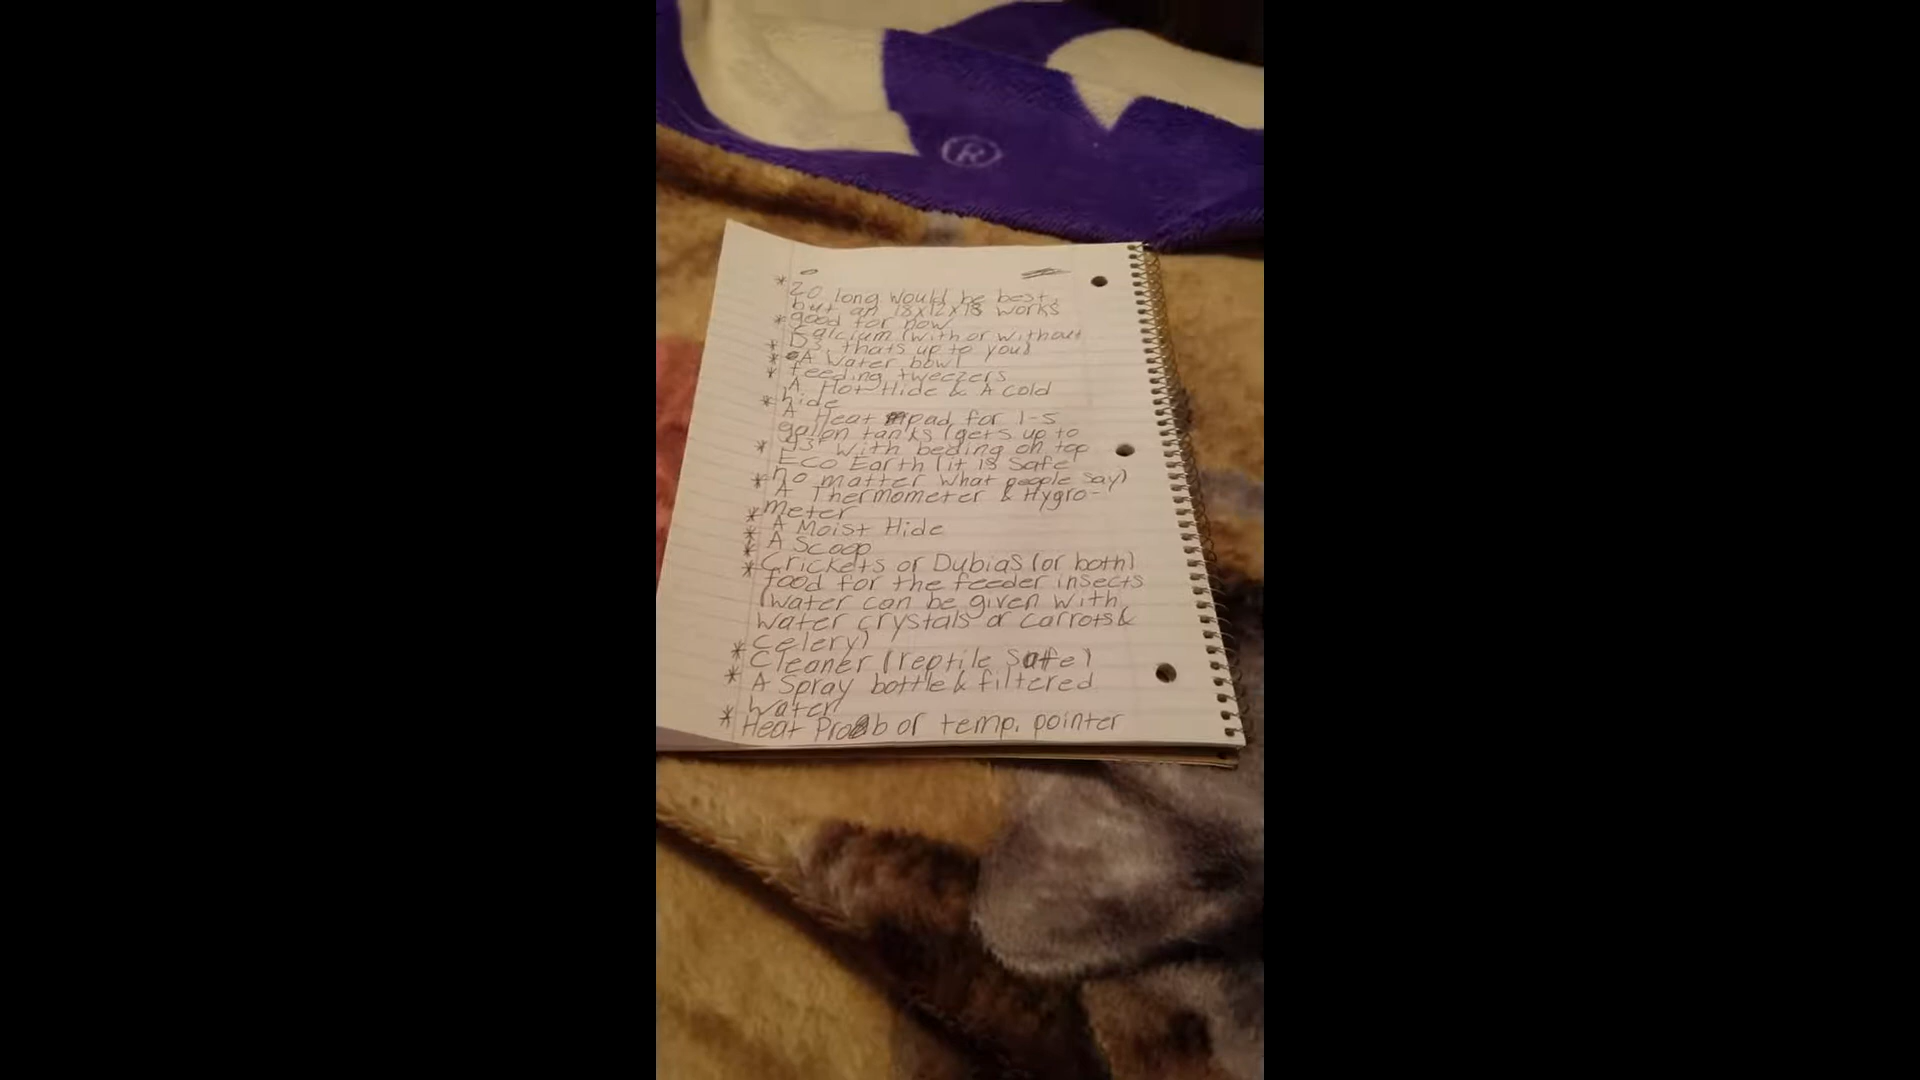 ®
* 20 long would be best,
but an 18x12x18 works
good for now
* Calcium (with or without
D3, thats up to you)
* A Water bowl
* feeding tweezers
* A Hot Hide & A cold
hide
* A Heat pad for 1-5
gallon tanks (gets up to
93° with beding on top
* Eco Earth (it is Safe
no matter what people say)
* A Thermometer & Hygro-
meter
* A Moist Hide
* A Scoop
* Crickets or Dubias (or both)
* food for the feeder insects
(water can be given with
water crystals or carrots &
celery)
* Cleaner (reptile Safe)
* A Spray bottle & filtered
water
* Heat Prob or temp. pointer